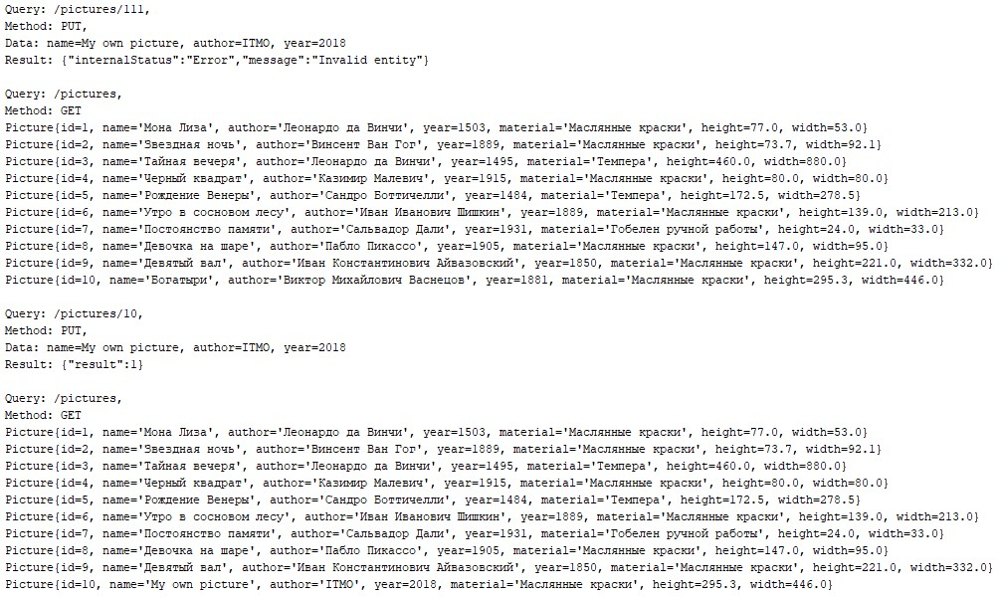 Query: /pictures/111,
Method: PUT,
Data: name=My own picture, author=ITMO, year=2018
Result: {"internalStatus":"Error","message":"Invalid entity"}
Query: /pictures,
Method: GET
Picture{id=1, name='Мона Лиза', author='Леонардо да Винчи', year=1503, material='Маслянные краски', height=77.0, width=53.0}
Picture{id=2, name='Звездная ночь', author='Винсент Ван Гог', year=1889, material='Маслянные краски', height=73.7, width=92.1}
Picture{id=3, name='Тайная вечеря', author='Леонардо да Винчи', year=1495, material='Темпера', height=460.0, width=880.0}
Picture{id=4, name='Черный квадрат', author='Казимир Малевич', year=1915, material='Маслянные краски', height=80.0, width=80.0}
Picture{id=5, name='Рождение Венеры', author='Сандро Боттичелли', year=1484, material='Темпера', height=172.5, width=278.5}
Picture{id=6, name='Утро в сосновом лесу', author='Иван Иванович Шишкин', year=1889, material='Маслянные краски', height=139.0, width=213.0}
Picture{id=7, name='Постоянство памяти', author='Сальвадор Дали', year=1931, material='Гобелен ручной работы', height=24.0, width=33.0}
Picture{id=8, name='Девочка на шаре', author='Пабло Пикассо', year=1905, material='Маслянные краски', height=147.0, width=95.0}
Picture{id=9, name='Девятый вал', author='Иван Константинович Айвазовский', year=1850, material='Маслянные краски', height=221.0, width=332.0}
Picture{id=10, name='Богатыри', author='Виктор Михайлович Васнецов', year=1881, material='Маслянные краски', height=295.3, width=446.0}
Query: /pictures/10,
Method: PUT,
Data: name=My own picture, author=ITMO, year=2018
Result: {"result":1}
Query: /pictures,
Method: GET
Picture{id=1, name='Мона Лиза', author='Леонардо да Винчи', year=1503, material='Маслянные краски', height=77.0, width=53.0}
Picture{id=2, name='Звездная ночь', author='Винсент Ван Гог', year=1889, material='Маслянные краски', height=73.7, width=92.1}
Picture{id=3, name='Тайная вечеря', author='Леонардо да Винчи', year=1495, material='Темпера', height=460.0, width=880.0}
Picture{id=4, name='Черный квадрат', author='Казимир Малевич', year=1915, material='Маслянные краски', height=80.0, width=80.0}
Picture{id=5, name='Рождение Венеры', author='Сандро Боттичелли', year=1484, material='Темпера', height=172.5, width=278.5}
Picture{id=6, name='Утро в сосновом лесу', author='Иван Иванович Шишкин', year=1889, material='Маслянные краски', height=139.0, width=213.0}
Picture{id=7, name='Постоянство памяти', author='Сальвадор Дали', year=1931, material='Гобелен ручной работы', height=24.0, width=33.0}
Picture{id=8, name='Девочка на шаре', author='Пабло Пикассо', year=1905, material='Маслянные краски', height=147.0, width=95.0}
Picture{id=9, name='Девятый вал', author='Иван Константинович Айвазовский', year=1850, material='Маслянные краски', height=221.0, width=332.0}
Picture{id=10, name='My own picture', author='ITMO', year=2018, material='Маслянные краски', height=295.3, width=446.0}